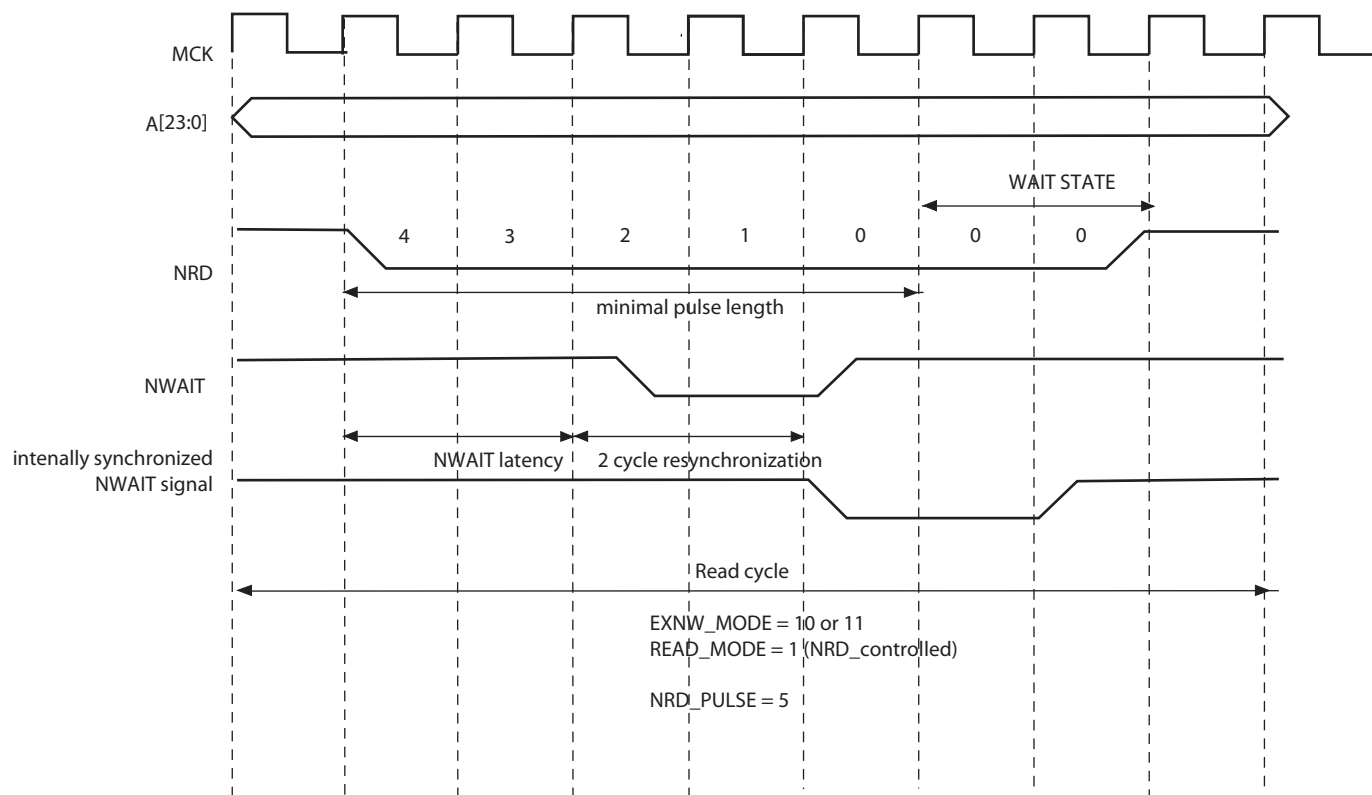 MCK
A[23:0]
WAIT STATE
4 3 2 1 0 0 0
NRD
minimal pulse length
NWAIT
NWAIT latency
2 cycle resynchronization
intenally synchronized
NWAIT signal
Read cycle
EXNW_MODE = 10 or 11
READ_MODE = 1 (NRD_controlled)
NRD_PULSE = 5